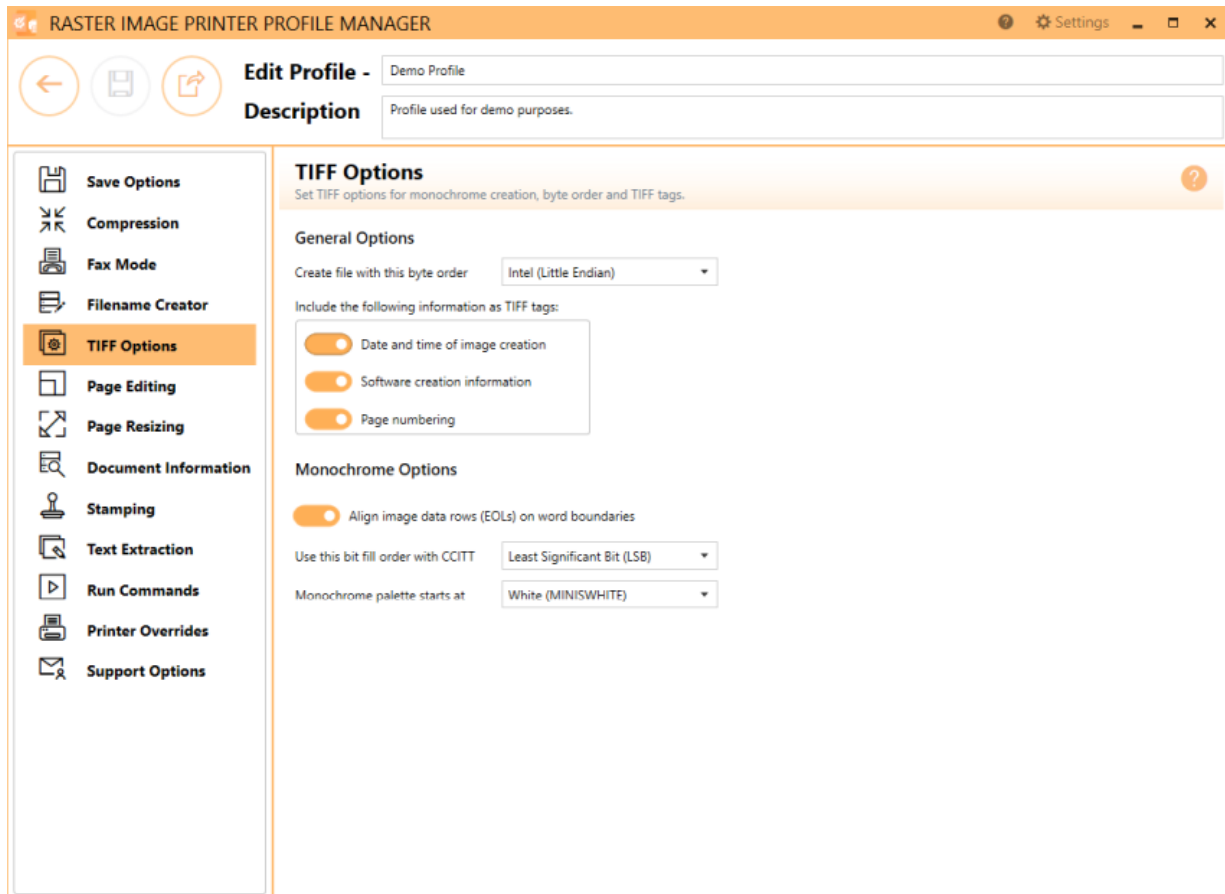 RASTER IMAGE PRINTER PROFILE MANAGER
? Settings
Edit Profile - Demo Profile
Description Profile used for demo purposes.
Save Options
Compression
Fax Mode
Filename Creator
TIFF Options
Page Editing
Page Resizing
Document Information
Stamping
Text Extraction
Run Commands
Printer Overrides
Support Options
TIFF Options
?
Set TIFF options for monochrome creation, byte order and TIFF tags.
General Options
Create file with this byte order Intel (Little Endian)
Include the following information as TIFF tags:
Date and time of image creation
Software creation information
Page numbering
Monochrome Options
Align image data rows (EOLs) on word boundaries
Use this bit fill order with CCITT Least Significant Bit (LSB)
Monochrome palette starts at White (MINISWHITE)